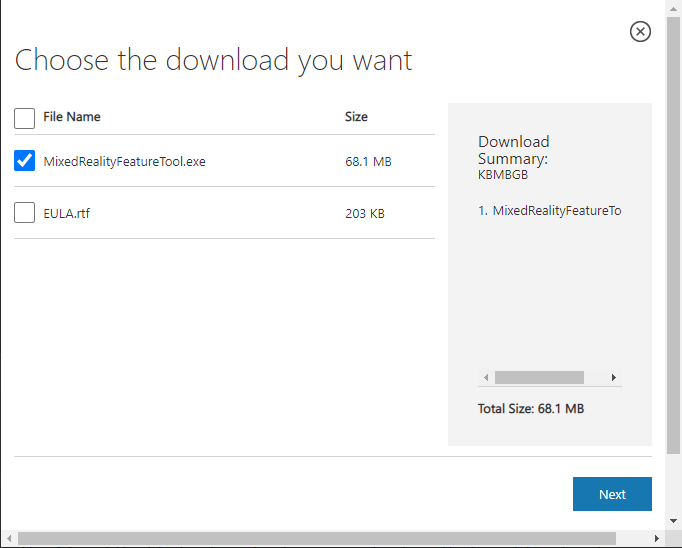 Choose the download you want
File Name Size
MixedRealityFeatureTool.exe 68.1 MB
EULA.rtf 203 KB
Download
Summary:
KBMBGB
1. MixedRealityFeatureTo
Total Size: 68.1 MB
Next